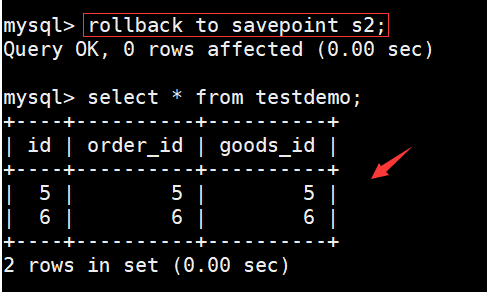 mysql> rollback to savepoint s2;
Query OK, 0 rows affected (0.00 sec)
mysql> select * from testdemo;
+----+----------+----------+
| id | order_id | goods_id |
+----+----------+----------+
|  5 |        5 |        5 |
|  6 |        6 |        6 |
+----+----------+----------+
2 rows in set (0.00 sec)